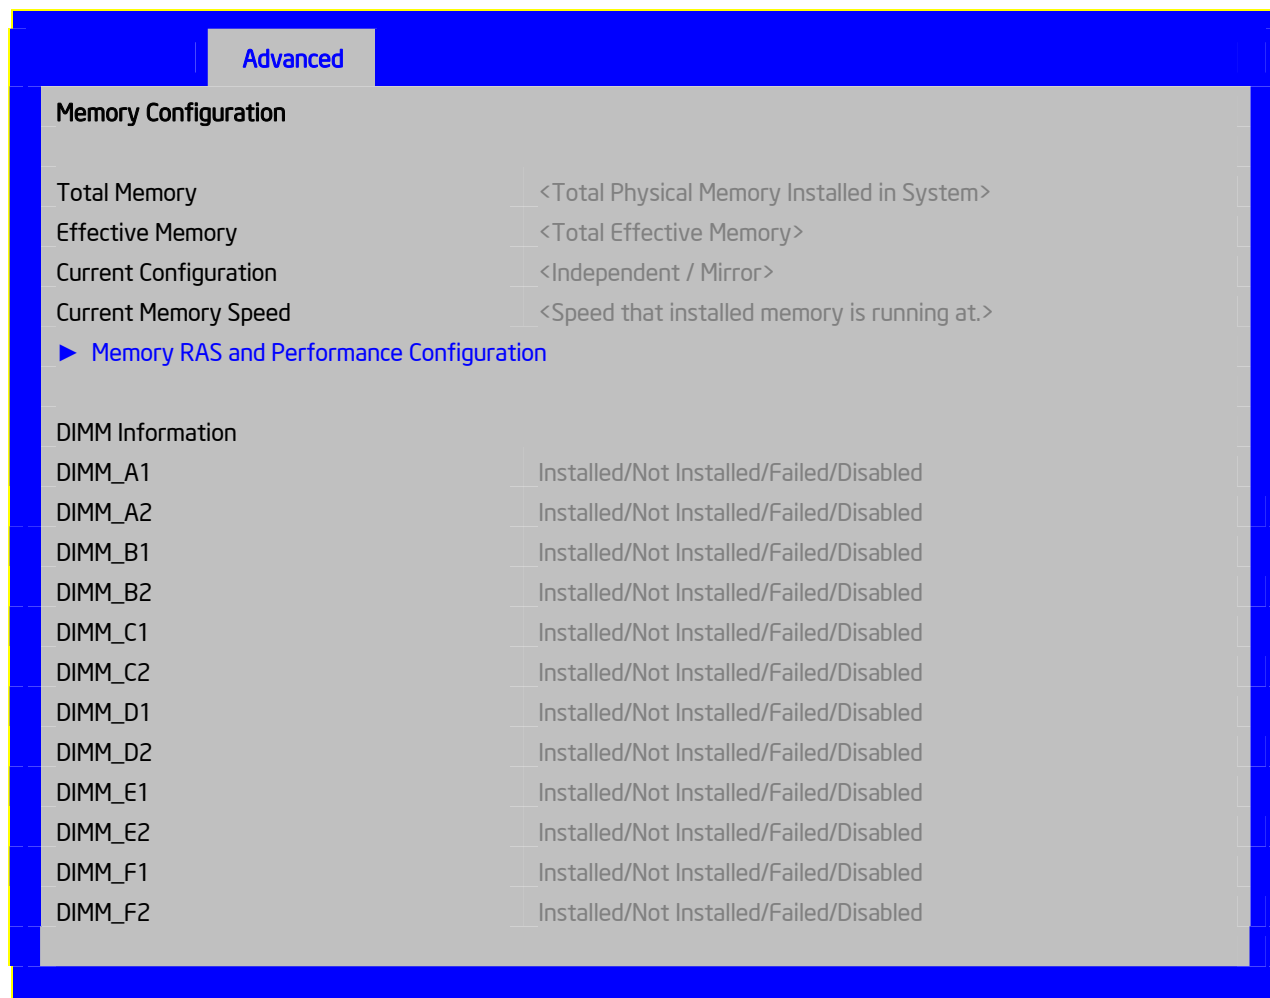 Advanced
Memory Configuration
Total Memory <Total Physical Memory Installed in System>
Effective Memory <Total Effective Memory>
Current Configuration <Independent / Mirror>
Current Memory Speed <Speed that installed memory is running at.>
► Memory RAS and Performance Configuration
DIMM Information
DIMM_A1 Installed/Not Installed/Failed/Disabled
DIMM_A2 Installed/Not Installed/Failed/Disabled
DIMM_B1 Installed/Not Installed/Failed/Disabled
DIMM_B2 Installed/Not Installed/Failed/Disabled
DIMM_C1 Installed/Not Installed/Failed/Disabled
DIMM_C2 Installed/Not Installed/Failed/Disabled
DIMM_D1 Installed/Not Installed/Failed/Disabled
DIMM_D2 Installed/Not Installed/Failed/Disabled
DIMM_E1 Installed/Not Installed/Failed/Disabled
DIMM_E2 Installed/Not Installed/Failed/Disabled
DIMM_F1 Installed/Not Installed/Failed/Disabled
DIMM_F2 Installed/Not Installed/Failed/Disabled